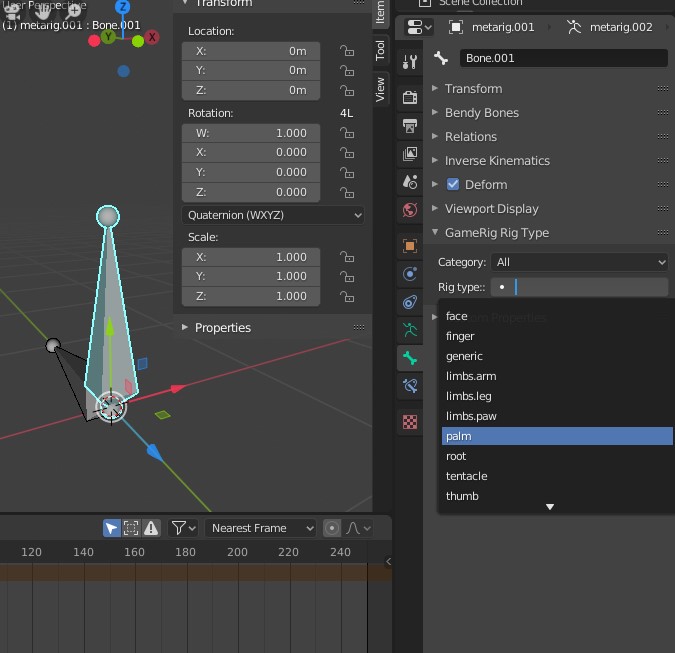 User Perspective
(1) metarig.001 : Bone.001
Z
Y
X
Transform
Location:
X: 0m
Y: 0m
Z: 0m
Rotation: 4L
W: 1.000
X: 0.000
Y: 0.000
Z: 0.000
Quaternion (WXYZ)
Scale:
X: 1.000
Y: 1.000
Z: 1.000
Properties
Item
Tool
View
Nearest Frame
120 140 160 180 200 220 240
Scene Collection
metarig.001 metarig.002
Bone.001
Transform
Bendy Bones
Relations
Inverse Kinematics
Deform
Viewport Display
GameRig Rig Type
Category: All
Rig type::
face
finger
generic
limbs.arm
limbs.leg
limbs.paw
palm
root
tentacle
thumb